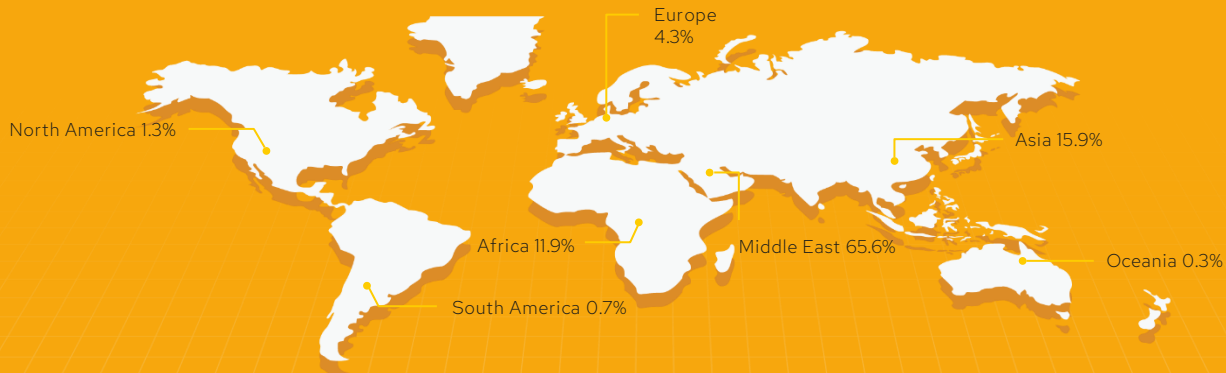 Europe
4.3%
North America 1.3%
Asia 15.9%
Africa 11.9%
Middle East 65.6%
Oceania 0.3%
South America 0.7%